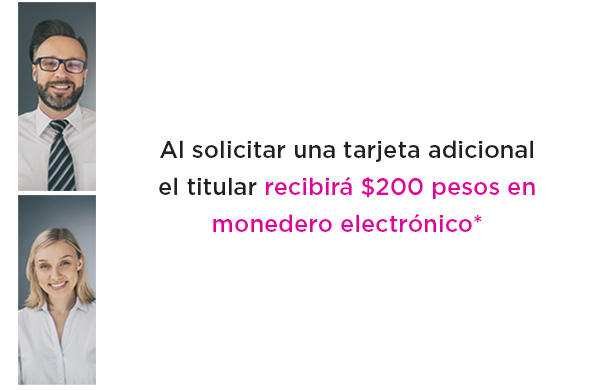 Al solicitar una tarjeta adicional
el titular recibirá $200 pesos en
monedero electrónico*